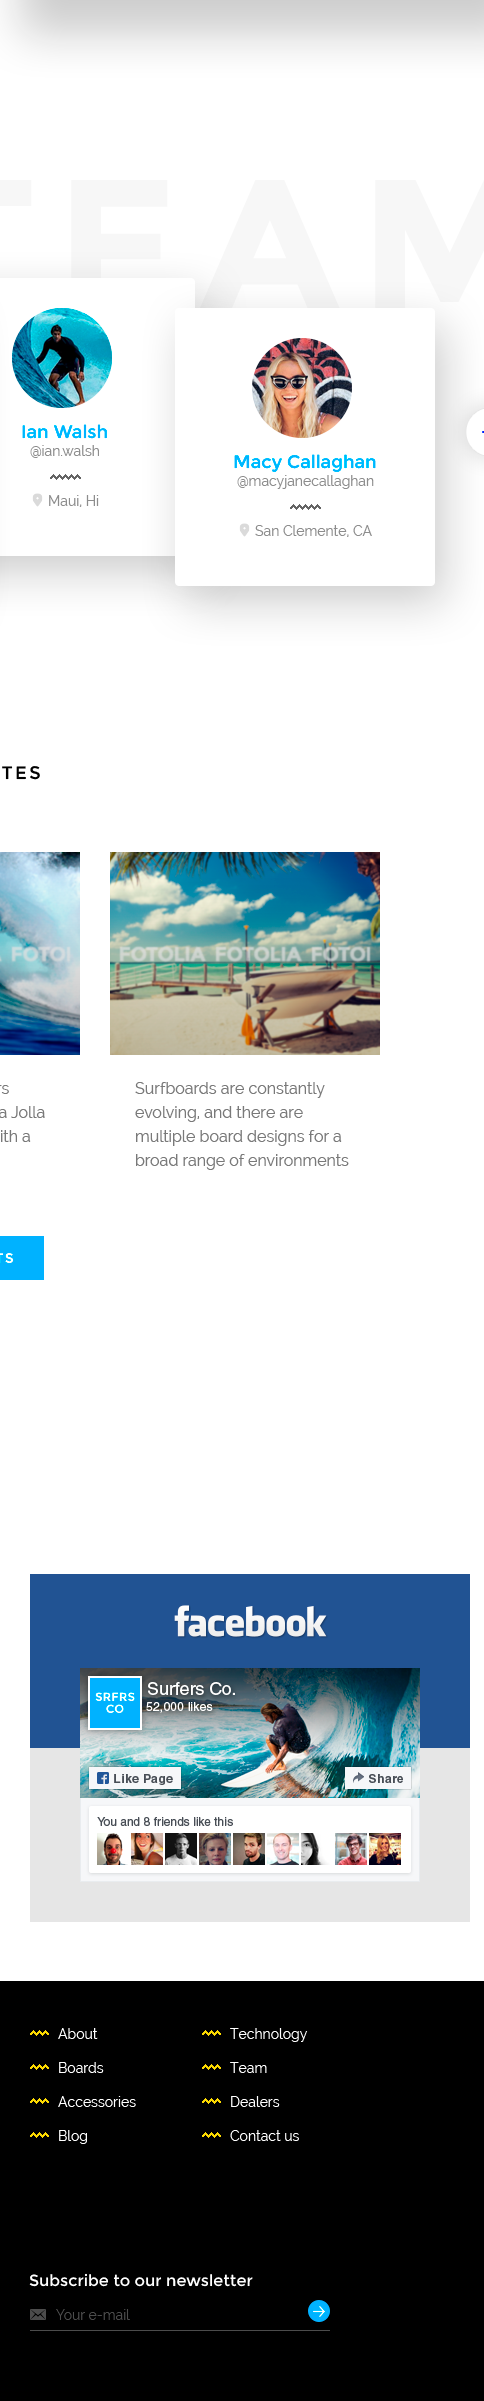 TEAM
Ian Walsh
@ian.walsh
Maui, Hi
Macy Callaghan
@macyjanecallaghan
San Clemente, CA
TES
FOTOLIA FOTOLIA FOTOL
a Jolla
ith a
Surfboards are constantly
evolving, and there are
multiple board designs for a
broad range of environments
TS
facebook
SRFRS
CO
Surfers Co.
52,000 likes
Like Page
Share
You and 8 friends like this
About
Boards
Accessories
Blog
Technology
Team
Dealers
Contact us
Subscribe to our newsletter
Your e-mail